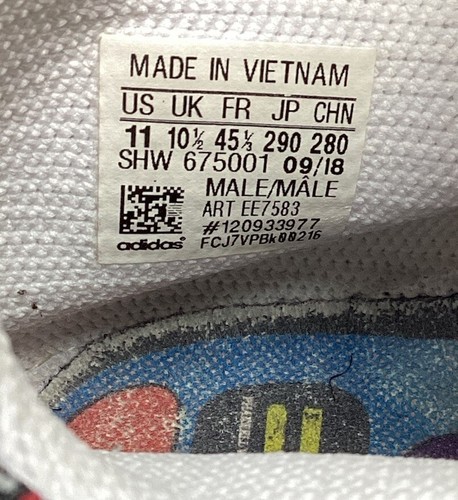 MADE IN VIETNAM
US UK FR JP CHN
11 10½ 45⅓ 290 280
SHW 675001 09/18
MALE/MÂLE
ART EE7583
#120933977
FCJ7VPBk00216
adidas